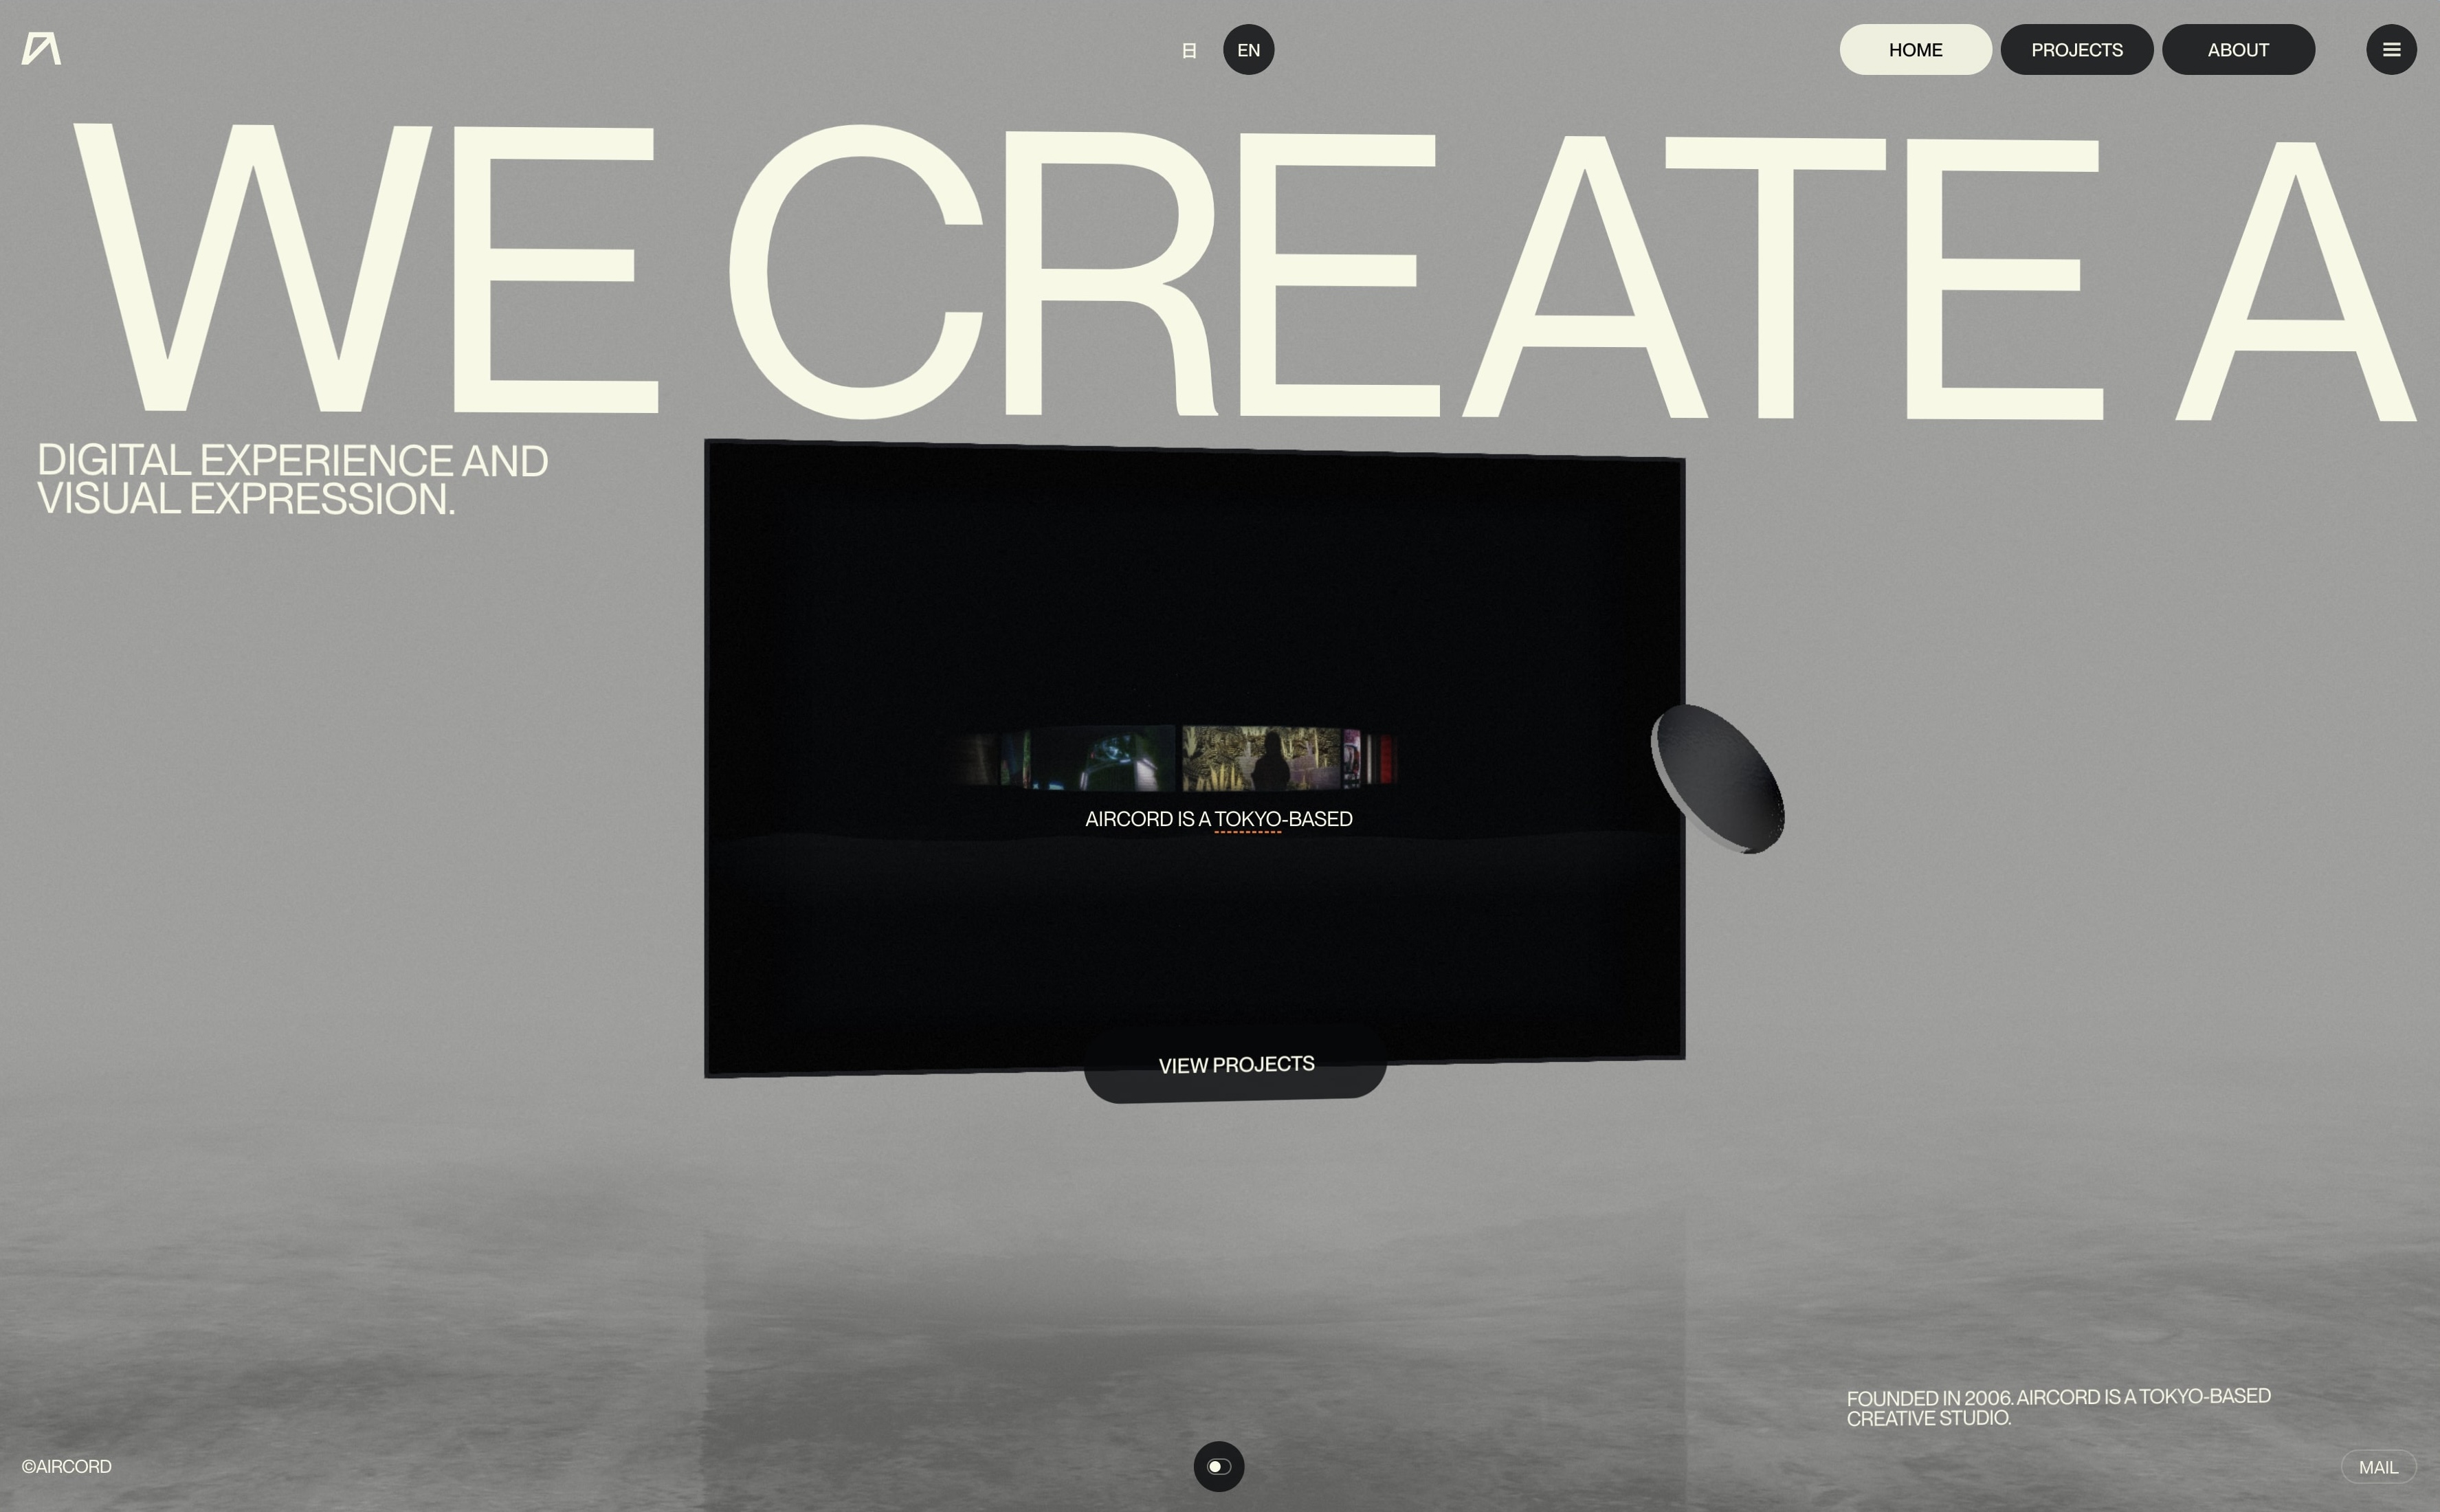 日 EN HOME PROJECTS ABOUT
WE CREATE A
DIGITAL EXPERIENCE AND
VISUAL EXPRESSION.
AIRCORD IS A TOKYO-BASED
VIEW PROJECTS
FOUNDED IN 2006. AIRCORD IS A TOKYO-BASED
CREATIVE STUDIO.
©AIRCORD
MAIL